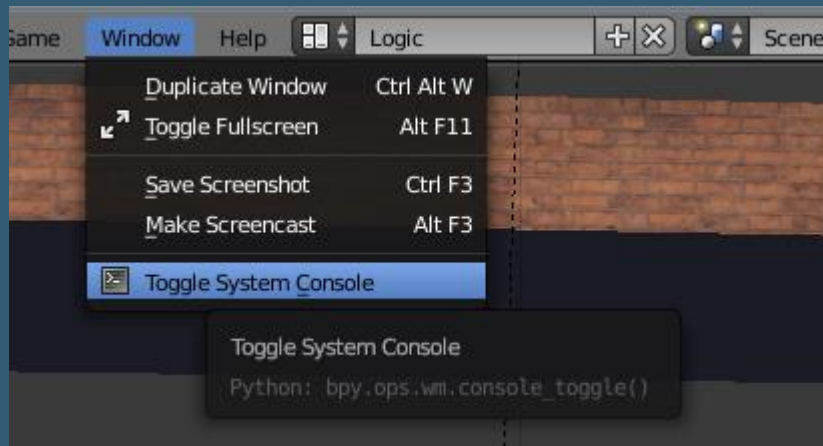 Game Window Help Logic Scene
Duplicate Window Ctrl Alt W
Toggle Fullscreen Alt F11
Save Screenshot Ctrl F3
Make Screencast Alt F3
Toggle System Console
Toggle System Console
Python: bpy.ops.wm.console_toggle()